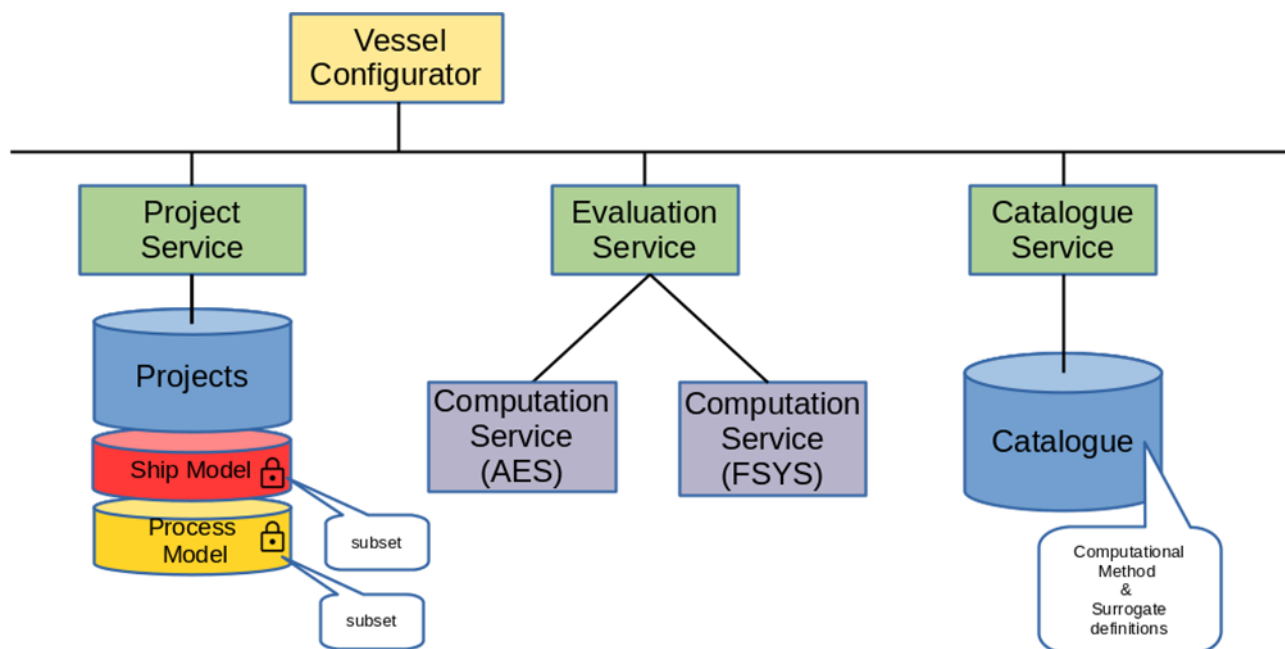 Vessel
Configurator
Project
Service
Evaluation
Service
Catalogue
Service
Projects
Ship Model
Process
Model
subset
subset
Computation
Service
(AES)
Computation
Service
(FSYS)
Catalogue
Computational
Method
&
Surrogate
definitions